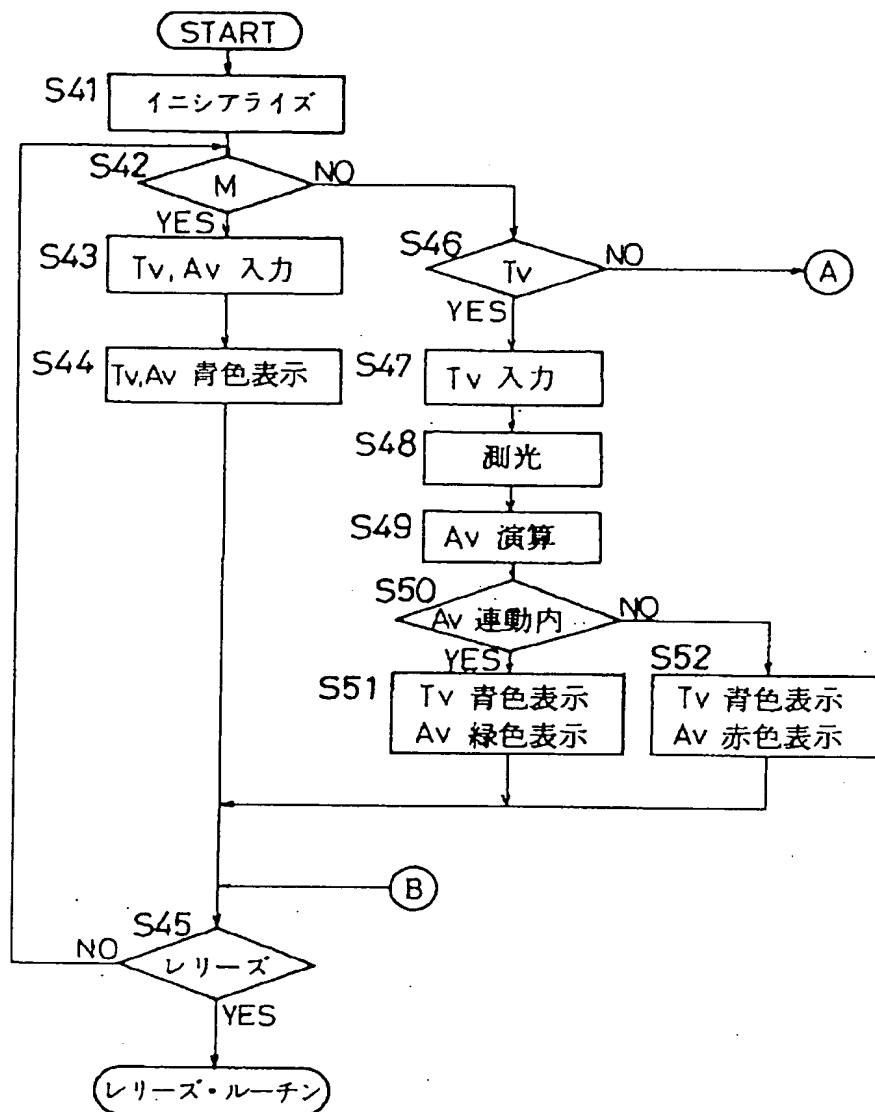 START
S41
イニシアライズ
S42
M
NO
YES
S43
Tv, Av 入力
S44
Tv,Av 青色表示
S46
Tv
NO
A
YES
S47
Tv 入力
S48
測光
S49
Av 演算
S50
Av 連動内
NO
YES
S51
Tv 青色表示
Av 緑色表示
S52
Tv 青色表示
Av 赤色表示
B
S45
NO
レリーズ
YES
レリーズ・ルーチン